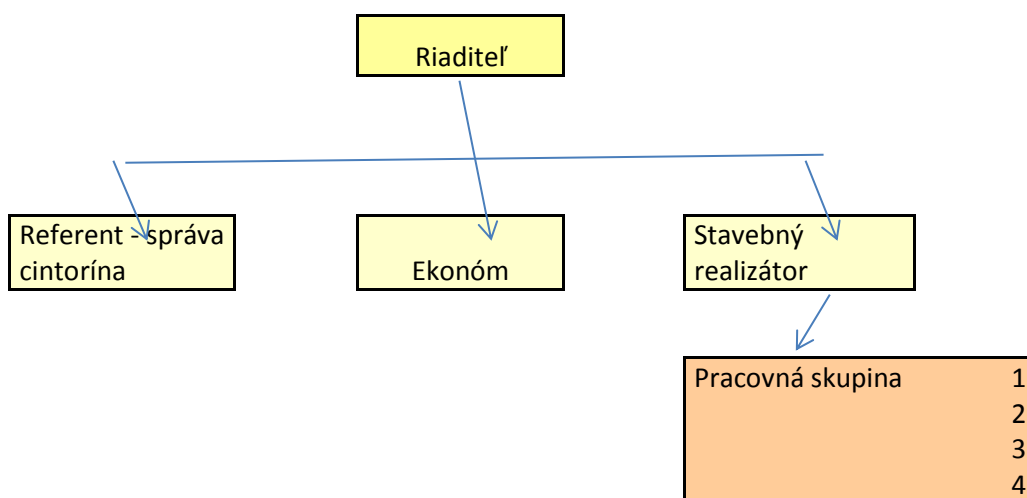 Riaditeľ
Referent - správa
cintorína
Ekonóm
Stavebný
realizátor
Pracovná skupina 1
2
3
4